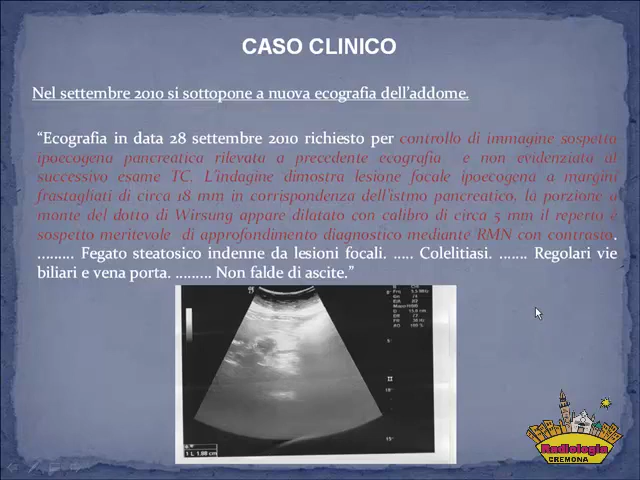 CASO CLINICO
Nel settembre 2010 si sottopone a nuova ecografia dell'addome.
“Ecografia in data 28 settembre 2010 richiesto per controllo di immagine sospetta
ipoecogena pancreatica rilevata a precedente ecografia e non evidenziata al
successivo esame TC. L'indagine dimostra lesione focale ipoecogena a margini
frastagliati di circa 18 mm in corrispondenza dell'istmo pancreatico, la porzione a
monte del dotto di Wirsung appare dilatato con calibro di circa 5 mm il reperto è
sospetto meritevole di approfondimento diagnostico mediante RMN con contrasto.
......... Fegato steatosico indenne da lesioni focali. ..... Colelitiasi. ....... Regolari vie
biliari e vena porta. ......... Non falde di ascite.”
1 L 1.80 cm
Radiologia
CREMONA